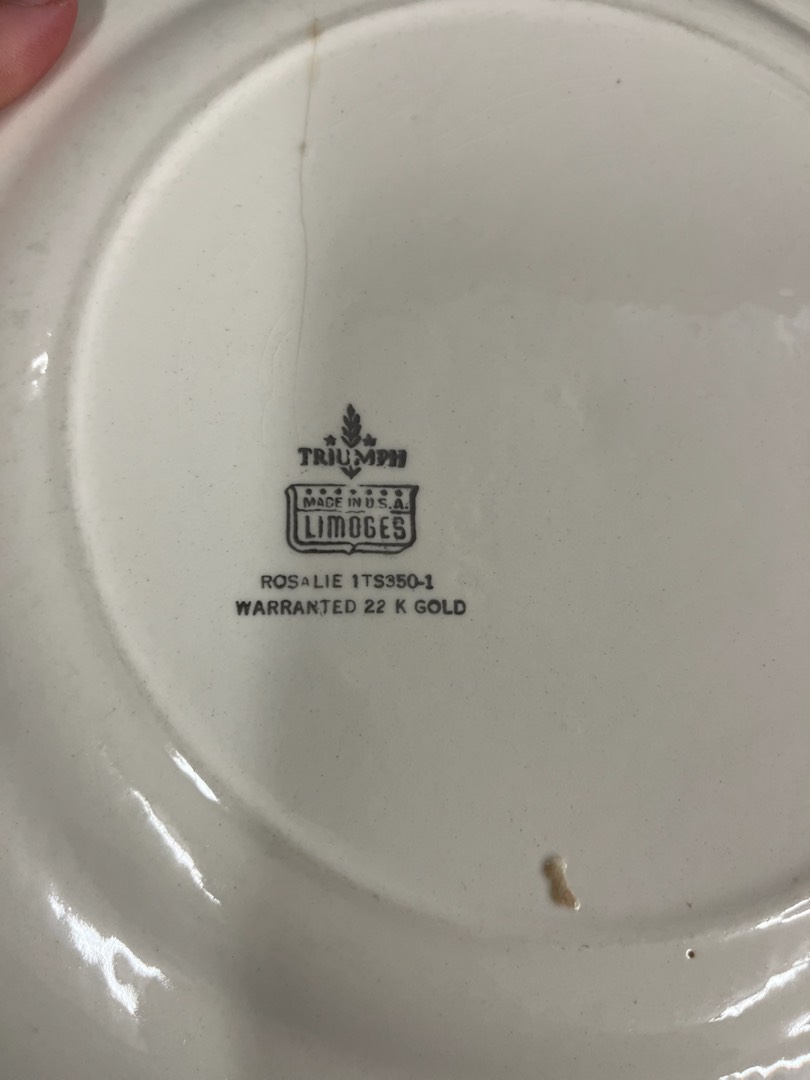 TRIUMPH
MADE IN U.S.A.
LIMOGES
ROSALIE 1TS350-1
WARRANTED 22 K GOLD